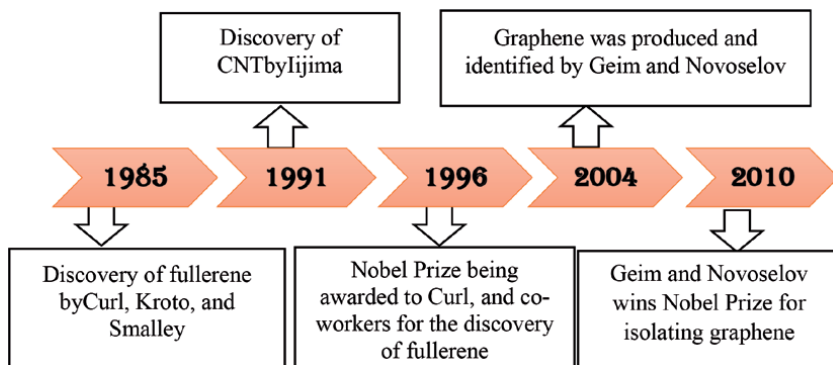 Discovery of
CNTbyIijima
Graphene was produced and
identified by Geim and Novoselov
1985
1991
1996
2004
2010
Discovery of fullerene
byCurl, Kroto, and
Smalley
Nobel Prize being
awarded to Curl, and co-
workers for the discovery
of fullerene
Geim and Novoselov
wins Nobel Prize for
isolating graphene